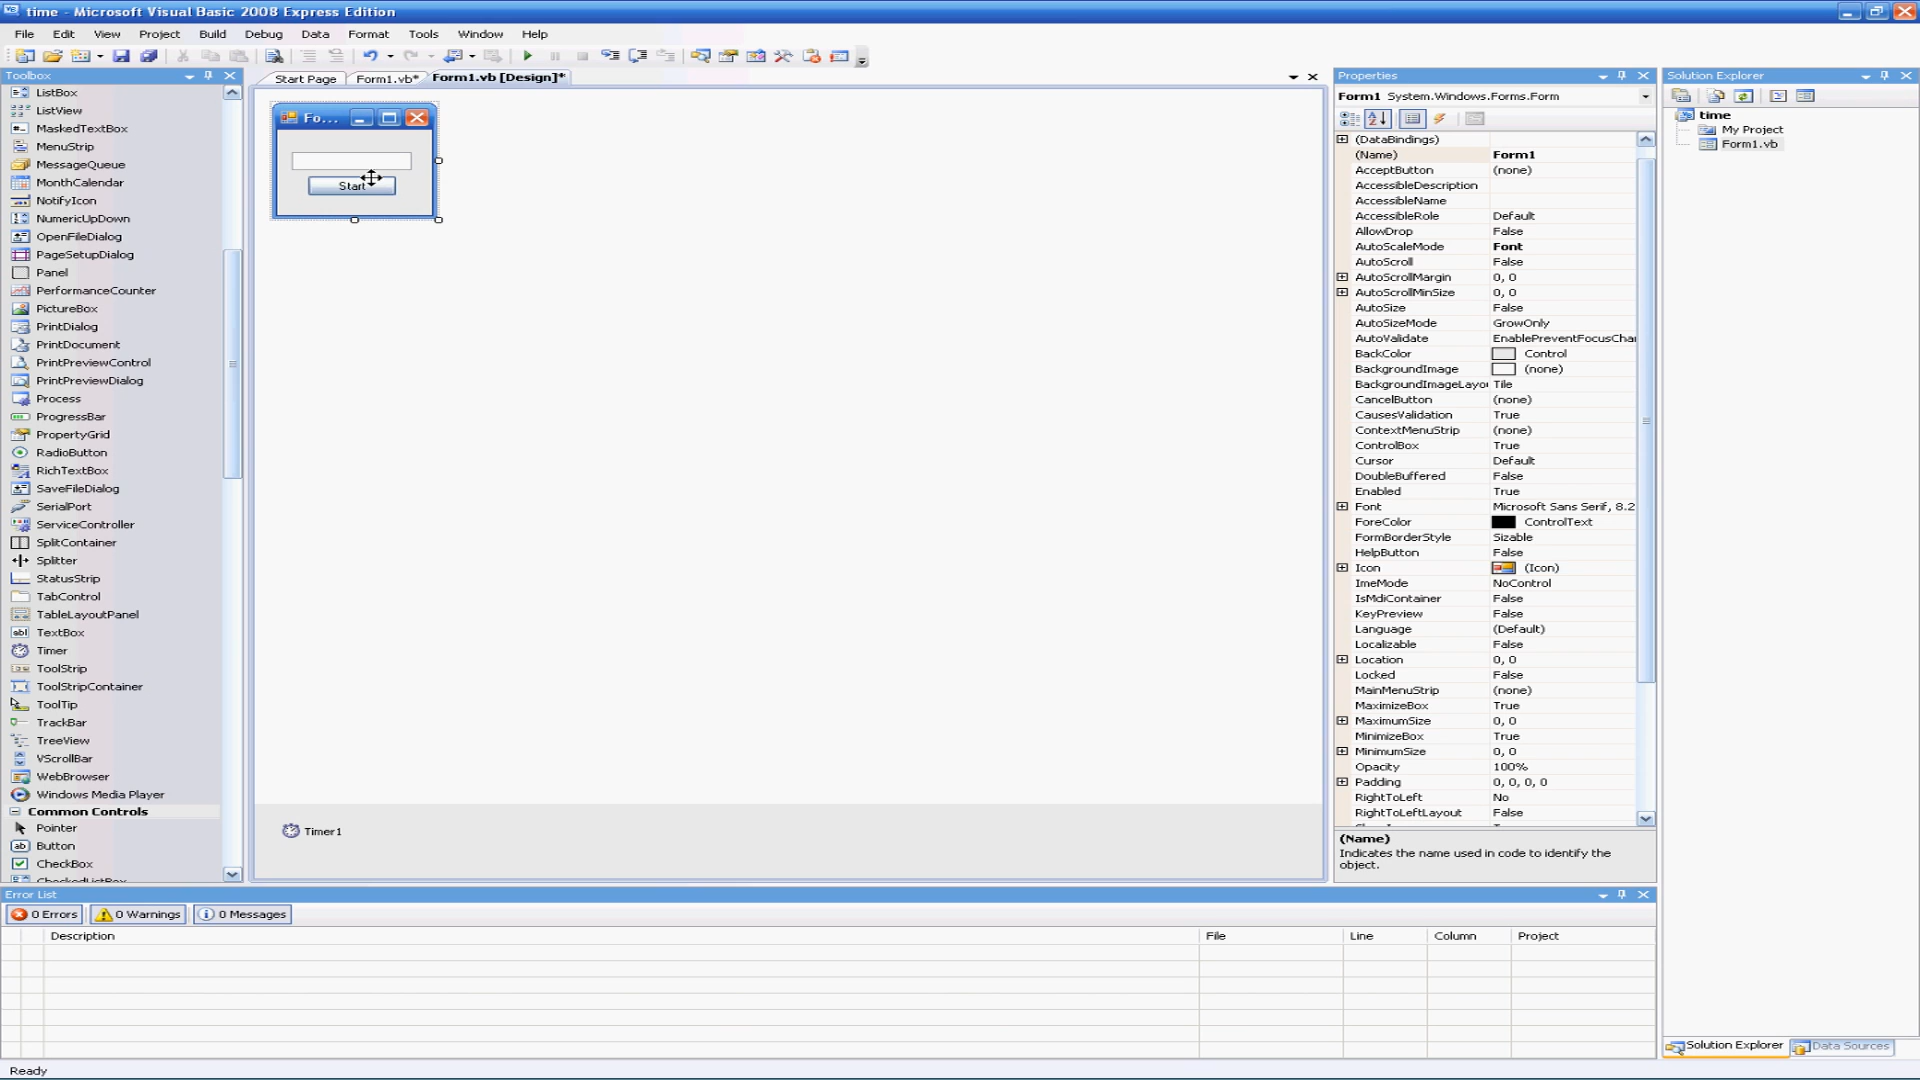 time - Microsoft Visual Basic 2008 Express Edition
File Edit View Project Build Debug Data Format Tools Window Help
Toolbox
Start Page Form1.vb* Form1.vb [Design]*
ListBox
ListView
MaskedTextBox
MenuStrip
MessageQueue
MonthCalendar
NotifyIcon
NumericUpDown
OpenFileDialog
PageSetupDialog
Panel
PerformanceCounter
PictureBox
PrintDialog
PrintDocument
PrintPreviewControl
PrintPreviewDialog
Process
ProgressBar
PropertyGrid
RadioButton
RichTextBox
SaveFileDialog
SerialPort
ServiceController
SplitContainer
Splitter
StatusStrip
TabControl
TableLayoutPanel
TextBox
Timer
ToolStrip
ToolStripContainer
ToolTip
TrackBar
TreeView
VScrollBar
WebBrowser
Windows Media Player
Common Controls
Pointer
Button
CheckBox
CheckedListBox
Fo...
Start
Timer1
Properties
Form1 System.Windows.Forms.Form
(DataBindings)
(Name) Form1
AcceptButton (none)
AccessibleDescription
AccessibleName
AccessibleRole Default
AllowDrop False
AutoScaleMode Font
AutoScroll False
AutoScrollMargin 0, 0
AutoScrollMinSize 0, 0
AutoSize False
AutoSizeMode GrowOnly
AutoValidate EnablePreventFocusCha
BackColor Control
BackgroundImage (none)
BackgroundImageLayo Tile
CancelButton (none)
CausesValidation True
ContextMenuStrip (none)
ControlBox True
Cursor Default
DoubleBuffered False
Enabled True
Font Microsoft Sans Serif, 8.2
ForeColor ControlText
FormBorderStyle Sizable
HelpButton False
Icon (Icon)
ImeMode NoControl
IsMdiContainer False
KeyPreview False
Language (Default)
Localizable False
Location 0, 0
Locked False
MainMenuStrip (none)
MaximizeBox True
MaximumSize 0, 0
MinimizeBox True
MinimumSize 0, 0
Opacity 100%
Padding 0, 0, 0, 0
RightToLeft No
RightToLeftLayout False
(Name)
Indicates the name used in code to identify the
object.
Solution Explorer
time
My Project
Form1.vb
Solution Explorer Data Sources
Error List
0 Errors 0 Warnings 0 Messages
Description File Line Column Project
Ready